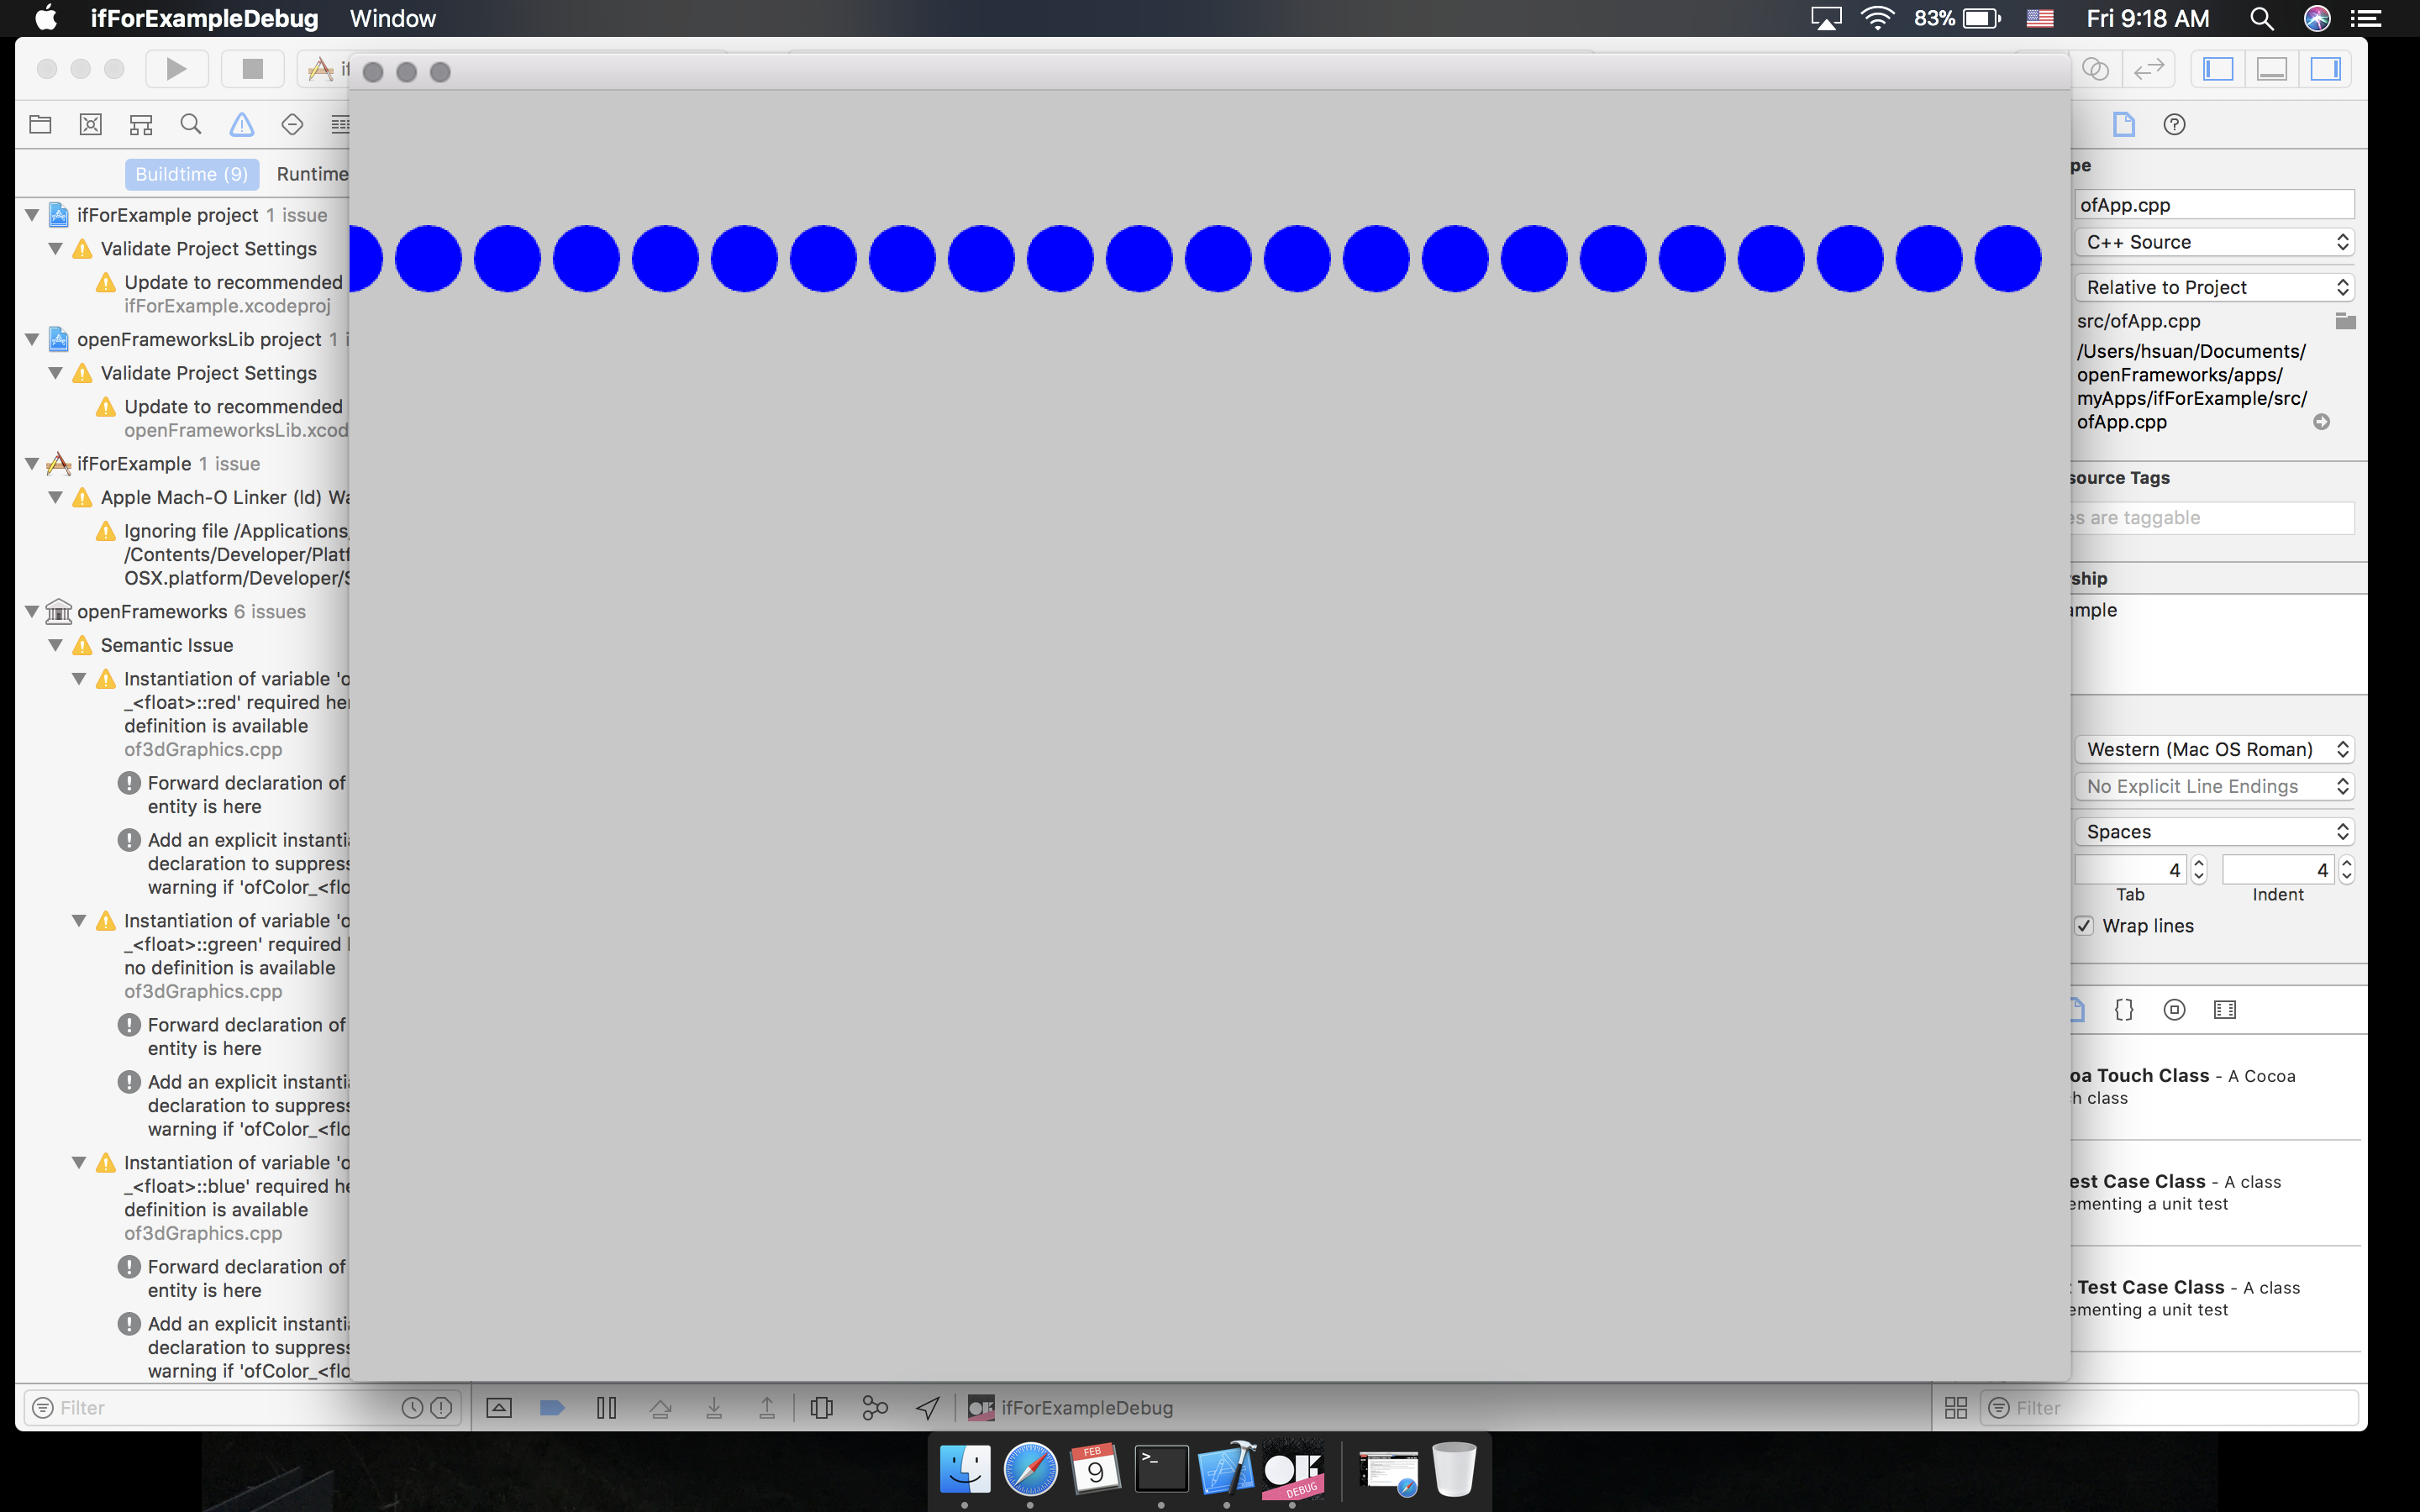 ifForExampleDebug Window 83% Fri 9:18 AM
Buildtime (9) Runtime
ifForExample project 1 issue
Validate Project Settings
Update to recommended
ifForExample.xcodeproj
openFrameworksLib project 1
Validate Project Settings
Update to recommended
openFrameworksLib.xcod
ifForExample 1 issue
Apple Mach-O Linker (ld) Wa
Ignoring file /Applications,
/Contents/Developer/Platf
OSX.platform/Developer/S
openFrameworks 6 issues
Semantic Issue
Instantiation of variable 'o
_<float>::red' required he
definition is available
of3dGraphics.cpp
Forward declaration of
entity is here
Add an explicit instanti
declaration to suppress
warning if 'ofColor_<flo
Instantiation of variable 'o
_<float>::green' required
no definition is available
of3dGraphics.cpp
Forward declaration of
entity is here
Add an explicit instanti
declaration to suppress
warning if 'ofColor_<flo
Instantiation of variable 'o
_<float>::blue' required he
definition is available
of3dGraphics.cpp
Forward declaration of
entity is here
Add an explicit instanti
declaration to suppress
warning if 'ofColor_<flo
Filter
ifForExampleDebug
pe
ofApp.cpp
C++ Source
Relative to Project
src/ofApp.cpp
/Users/hsuan/Documents/
openFrameworks/apps/
myApps/ifForExample/src/
ofApp.cpp
source Tags
es are taggable
ship
ample
Western (Mac OS Roman)
No Explicit Line Endings
Spaces
4 4
Tab Indent
Wrap lines
{}
oa Touch Class - A Cocoa
h class
est Case Class - A class
ementing a unit test
Test Case Class - A class
ementing a unit test
Filter
FEB
9
>_
DEBUG